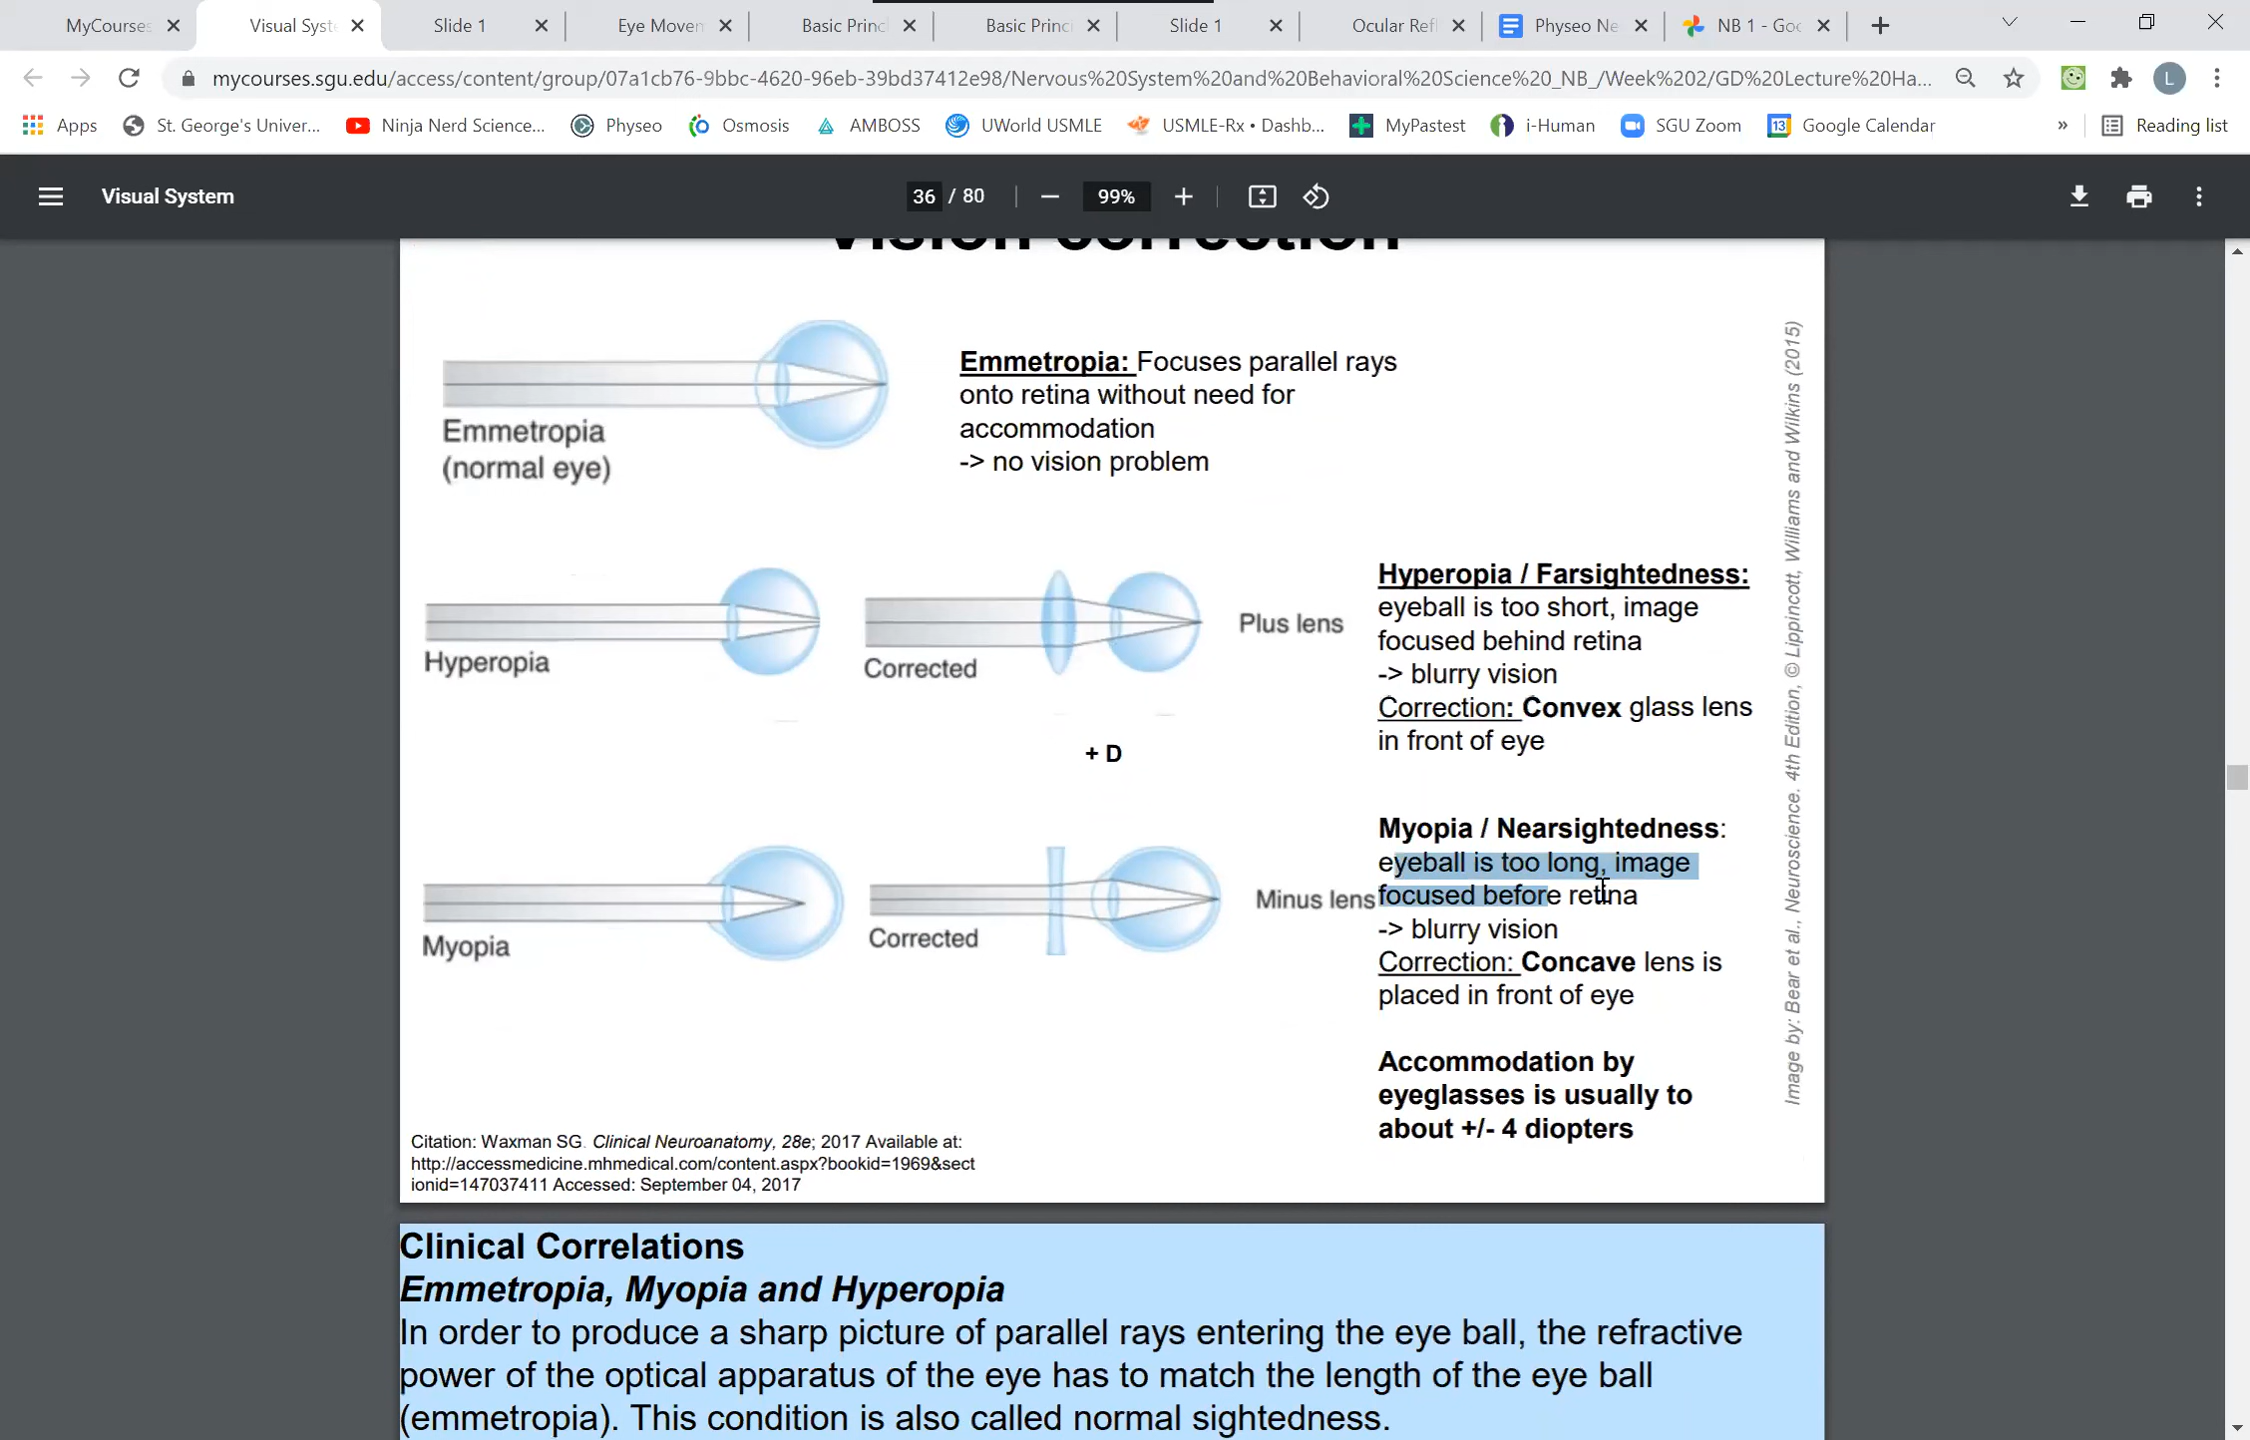 MyCourses
Visual Syst
Slide 1
Eye Movem
Basic Princi
Basic Princi
Slide 1
Ocular Refl
Physeo Ne
NB 1 - Goo
mycourses.sgu.edu/access/content/group/07a1cb76-9bbc-4620-96eb-39bd37412e98/Nervous%20System%20and%20Behavioral%20Science%20_NB_/Week%202/GD%20Lecture%20Ha...
L
Apps
St. George's Univer...
Ninja Nerd Science...
Physeo
Osmosis
AMBOSS
UWorld USMLE
USMLE-Rx • Dashb...
MyPastest
i-Human
SGU Zoom
13
Google Calendar
»
Reading list
Visual System
36 / 80
99%
Vision correction
Emmetropia
(normal eye)
Emmetropia: Focuses parallel rays
onto retina without need for
accommodation
-> no vision problem
Hyperopia
Corrected
Plus lens
+ D
Hyperopia / Farsightedness:
eyeball is too short, image
focused behind retina
-> blurry vision
Correction: Convex glass lens
in front of eye
Myopia
Corrected
Minus lens
Myopia / Nearsightedness:
eyeball is too long, image
focused before retina
-> blurry vision
Correction: Concave lens is
placed in front of eye
Accommodation by
eyeglasses is usually to
about +/- 4 diopters
Image by: Bear et al., Neuroscience. 4th Edition, © Lippincott, Williams and Wilkins (2015)
Citation: Waxman SG. Clinical Neuroanatomy, 28e; 2017 Available at:
http://accessmedicine.mhmedical.com/content.aspx?bookid=1969&sect
ionid=147037411 Accessed: September 04, 2017
Clinical Correlations
Emmetropia, Myopia and Hyperopia
In order to produce a sharp picture of parallel rays entering the eye ball, the refractive
power of the optical apparatus of the eye has to match the length of the eye ball
(emmetropia). This condition is also called normal sightedness.